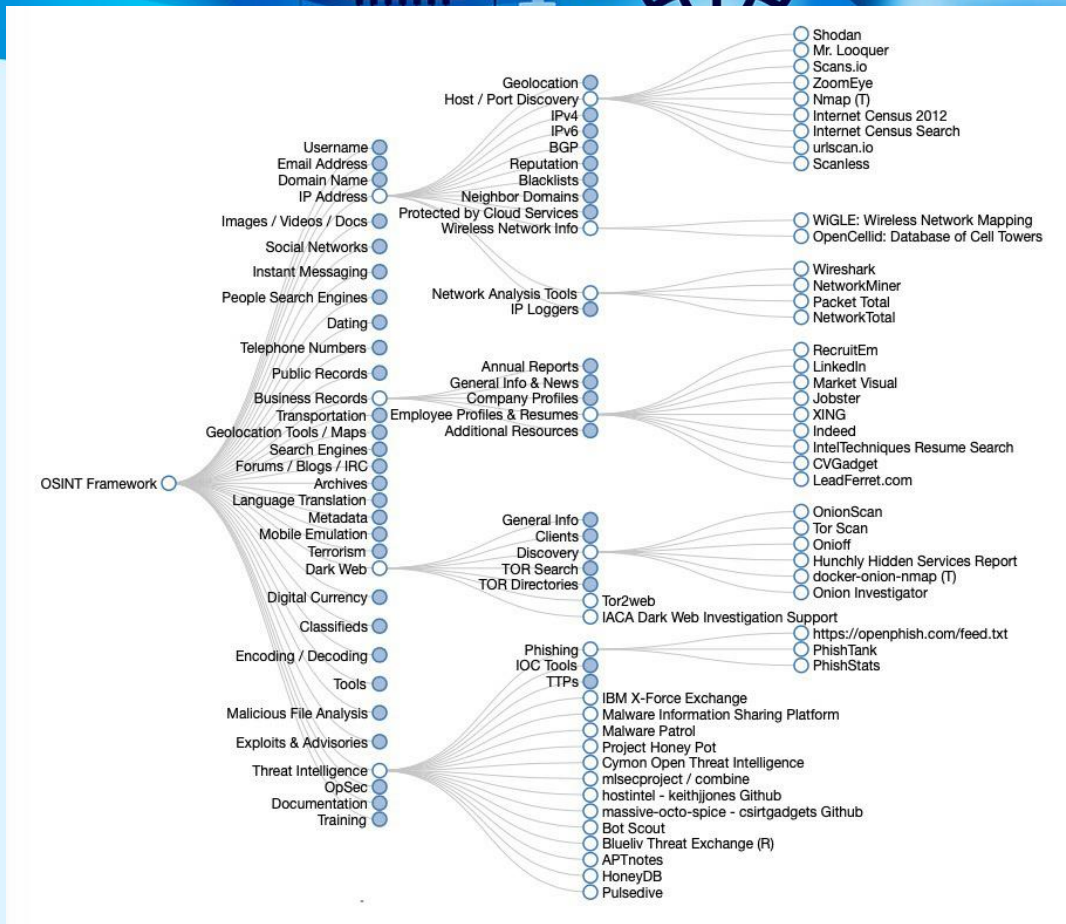 OSINT Framework
Username
Email Address
Domain Name
IP Address
Images / Videos / Docs
Social Networks
Instant Messaging
People Search Engines
Dating
Telephone Numbers
Public Records
Business Records
Transportation
Geolocation Tools / Maps
Search Engines
Forums / Blogs / IRC
Archives
Language Translation
Metadata
Mobile Emulation
Terrorism
Dark Web
Digital Currency
Classifieds
Encoding / Decoding
Tools
Malicious File Analysis
Exploits & Advisories
Threat Intelligence
OpSec
Documentation
Training
Geolocation
Host / Port Discovery
IPv4
IPv6
BGP
Reputation
Blacklists
Neighbor Domains
Protected by Cloud Services
Wireless Network Info
Network Analysis Tools
IP Loggers
Shodan
Mr. Looquer
Scans.io
ZoomEye
Nmap (T)
Internet Census 2012
Internet Census Search
urlscan.io
Scanless
WiGLE: Wireless Network Mapping
OpenCellid: Database of Cell Towers
Wireshark
NetworkMiner
Packet Total
NetworkTotal
Annual Reports
General Info & News
Company Profiles
Employee Profiles & Resumes
Additional Resources
RecruitEm
LinkedIn
Market Visual
Jobster
XING
Indeed
IntelTechniques Resume Search
CVGadget
LeadFerret.com
General Info
Clients
Discovery
TOR Search
TOR Directories
Tor2web
IACA Dark Web Investigation Support
OnionScan
Tor Scan
Onioff
Hunchly Hidden Services Report
docker-onion-nmap (T)
Onion Investigator
Phishing
IOC Tools
TTPs
IBM X-Force Exchange
Malware Information Sharing Platform
Malware Patrol
Project Honey Pot
Cymon Open Threat Intelligence
mlsecproject / combine
hostintel - keithjjones Github
massive-octo-spice - csirtgadgets Github
Bot Scout
Blueliv Threat Exchange (R)
APTnotes
HoneyDB
Pulsedive
https://openphish.com/feed.txt
PhishTank
PhishStats